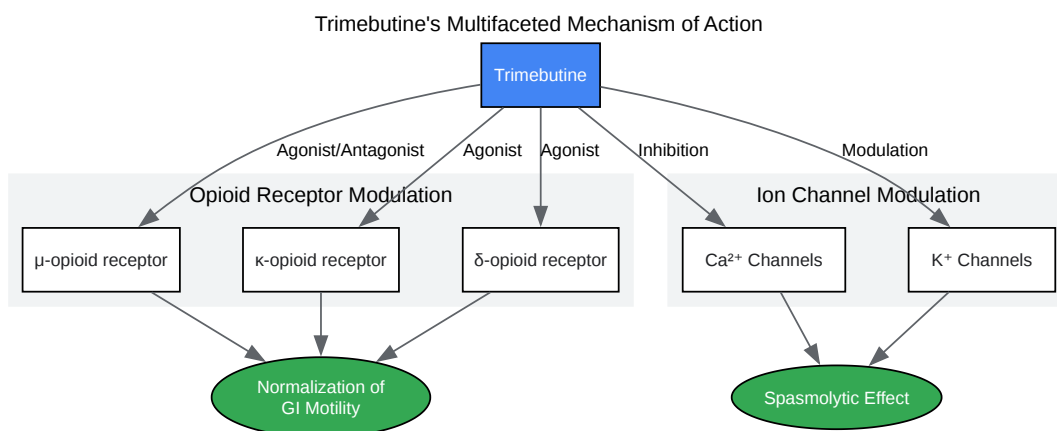 Trimebutine's Multifaceted Mechanism of Action
Trimebutine
Agonist/Antagonist
Agonist
Agonist
Inhibition
Modulation
Opioid Receptor Modulation
Ion Channel Modulation
μ-opioid receptor
κ-opioid receptor
δ-opioid receptor
Ca²⁺ Channels
K⁺ Channels
Normalization of
GI Motility
Spasmolytic Effect